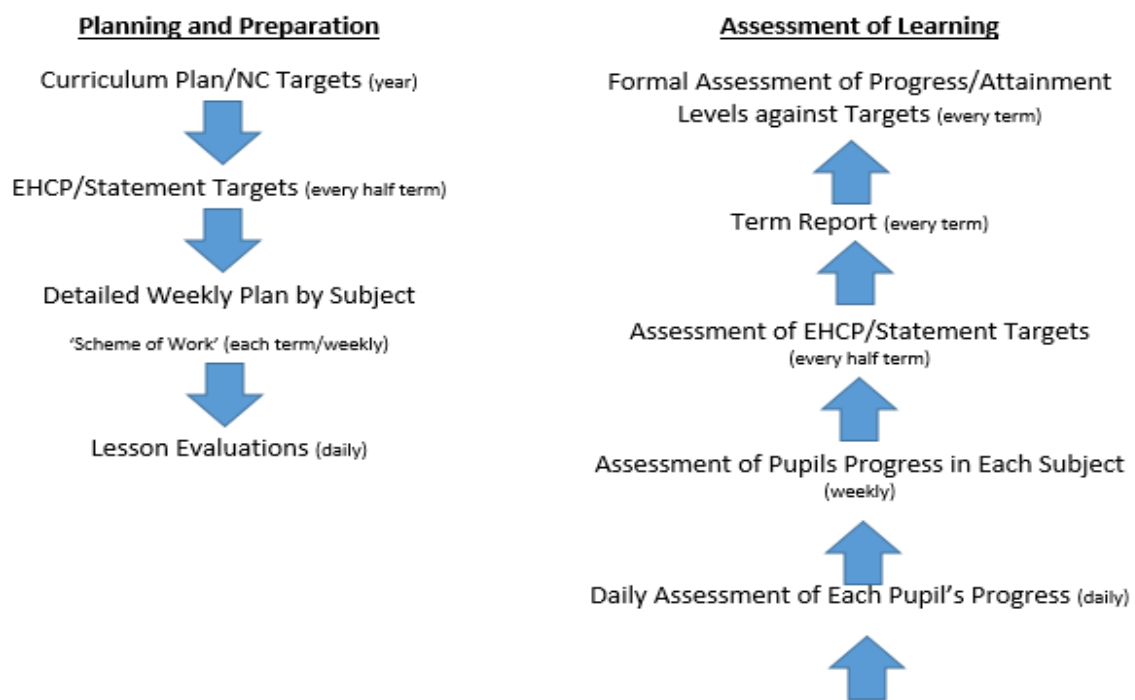 Planning and Preparation
Curriculum Plan/NC Targets (year)
EHCP/Statement Targets (every half term)
Detailed Weekly Plan by Subject
‘Scheme of Work’ (each term/weekly)
Lesson Evaluations (daily)
Assessment of Learning
Formal Assessment of Progress/Attainment
Levels against Targets (every term)
Term Report (every term)
Assessment of EHCP/Statement Targets
(every half term)
Assessment of Pupils Progress in Each Subject
(weekly)
Daily Assessment of Each Pupil’s Progress (daily)